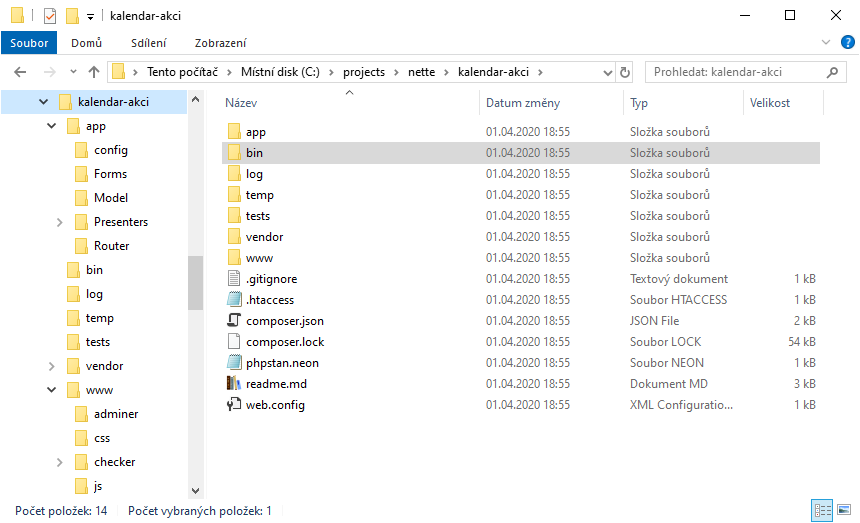 kalendar-akci
Soubor Domů Sdílení Zobrazení
Tento počítač Místní disk (C:) projects nette kalendar-akci
Prohledat: kalendar-akci
kalendar-akci
app
config
Forms
Model
Presenters
Router
bin
log
temp
tests
vendor
www
adminer
css
checker
js
Název Datum změny Typ Velikost
app 01.04.2020 18:55 Složka souborů
bin 01.04.2020 18:55 Složka souborů
log 01.04.2020 18:55 Složka souborů
temp 01.04.2020 18:55 Složka souborů
tests 01.04.2020 18:55 Složka souborů
vendor 01.04.2020 18:55 Složka souborů
www 01.04.2020 18:55 Složka souborů
.gitignore 01.04.2020 18:55 Textový dokument 1 kB
.htaccess 01.04.2020 18:55 Soubor HTACCESS 1 kB
composer.json 01.04.2020 18:55 JSON File 2 kB
composer.lock 01.04.2020 18:55 Soubor LOCK 54 kB
phpstan.neon 01.04.2020 18:55 Soubor NEON 1 kB
readme.md 01.04.2020 18:55 Dokument MD 3 kB
web.config 01.04.2020 18:55 XML Configuratio... 1 kB
Počet položek: 14 Počet vybraných položek: 1